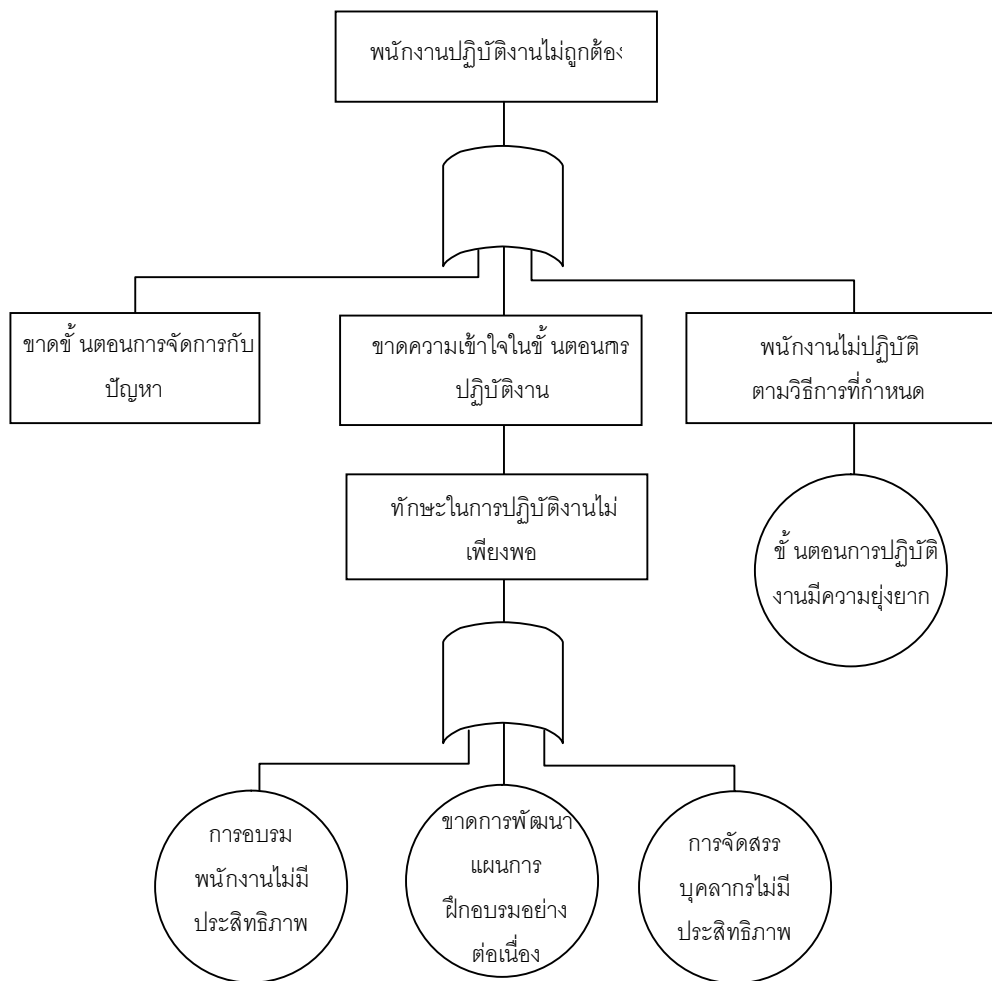 พนักงานปฏิบัติงานไม่ถูกต้อง
ขาดขั้นตอนการจัดการกับ
ปัญหา
ขาดความเข้าใจในขั้นตอนการ
ปฏิบัติงาน
พนักงานไม่ปฏิบัติ
ตามวิธีการที่กำหนด
ทักษะในการปฏิบัติงานไม่
เพียงพอ
ขั้นตอนการปฏิบัติ
งานมีความยุ่งยาก
การอบรม
พนักงานไม่มี
ประสิทธิภาพ
ขาดการพัฒนา
แผนการ
ฝึกอบรมอย่าง
ต่อเนื่อง
การจัดสรร
บุคลากรไม่มี
ประสิทธิภาพ